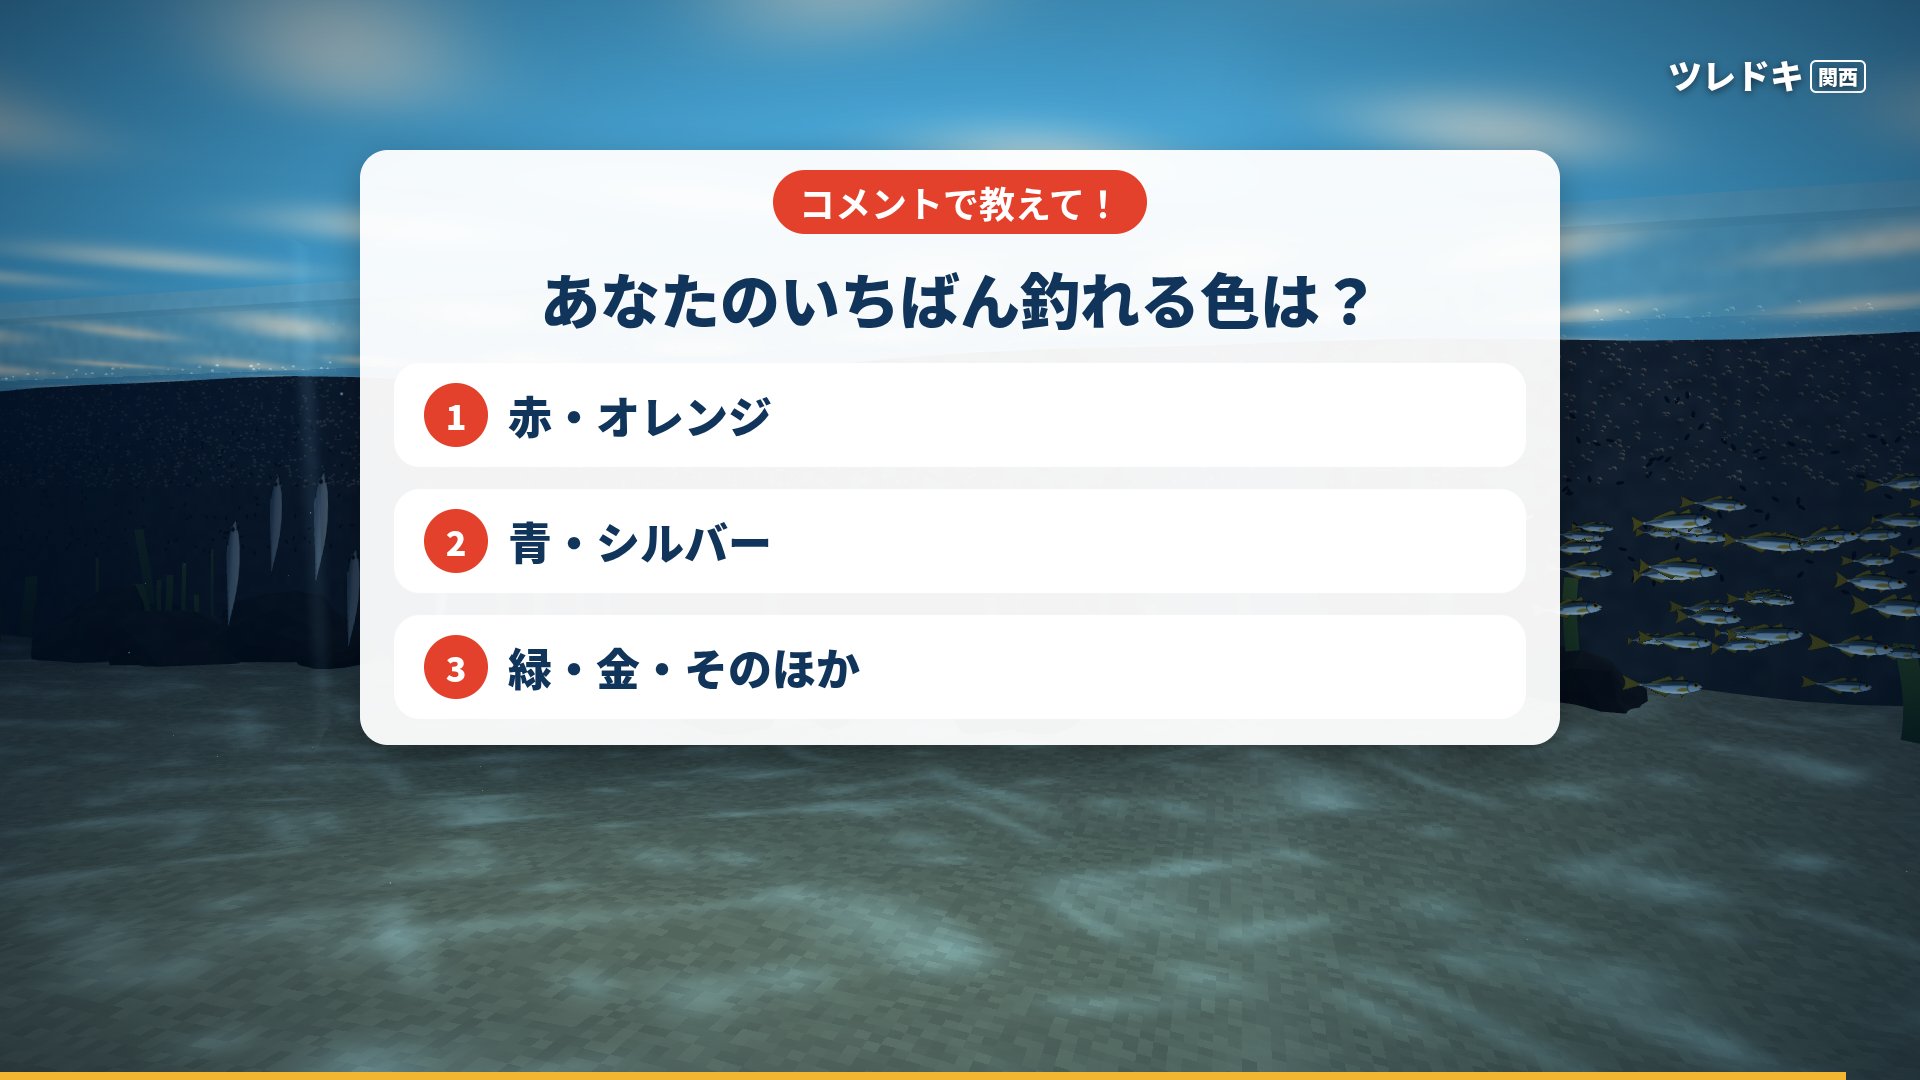 ツレドキ 関西
コメントで教えて！
あなたのいちばん釣れる色は？
1 赤・オレンジ
2 青・シルバー
3 緑・金・そのほか